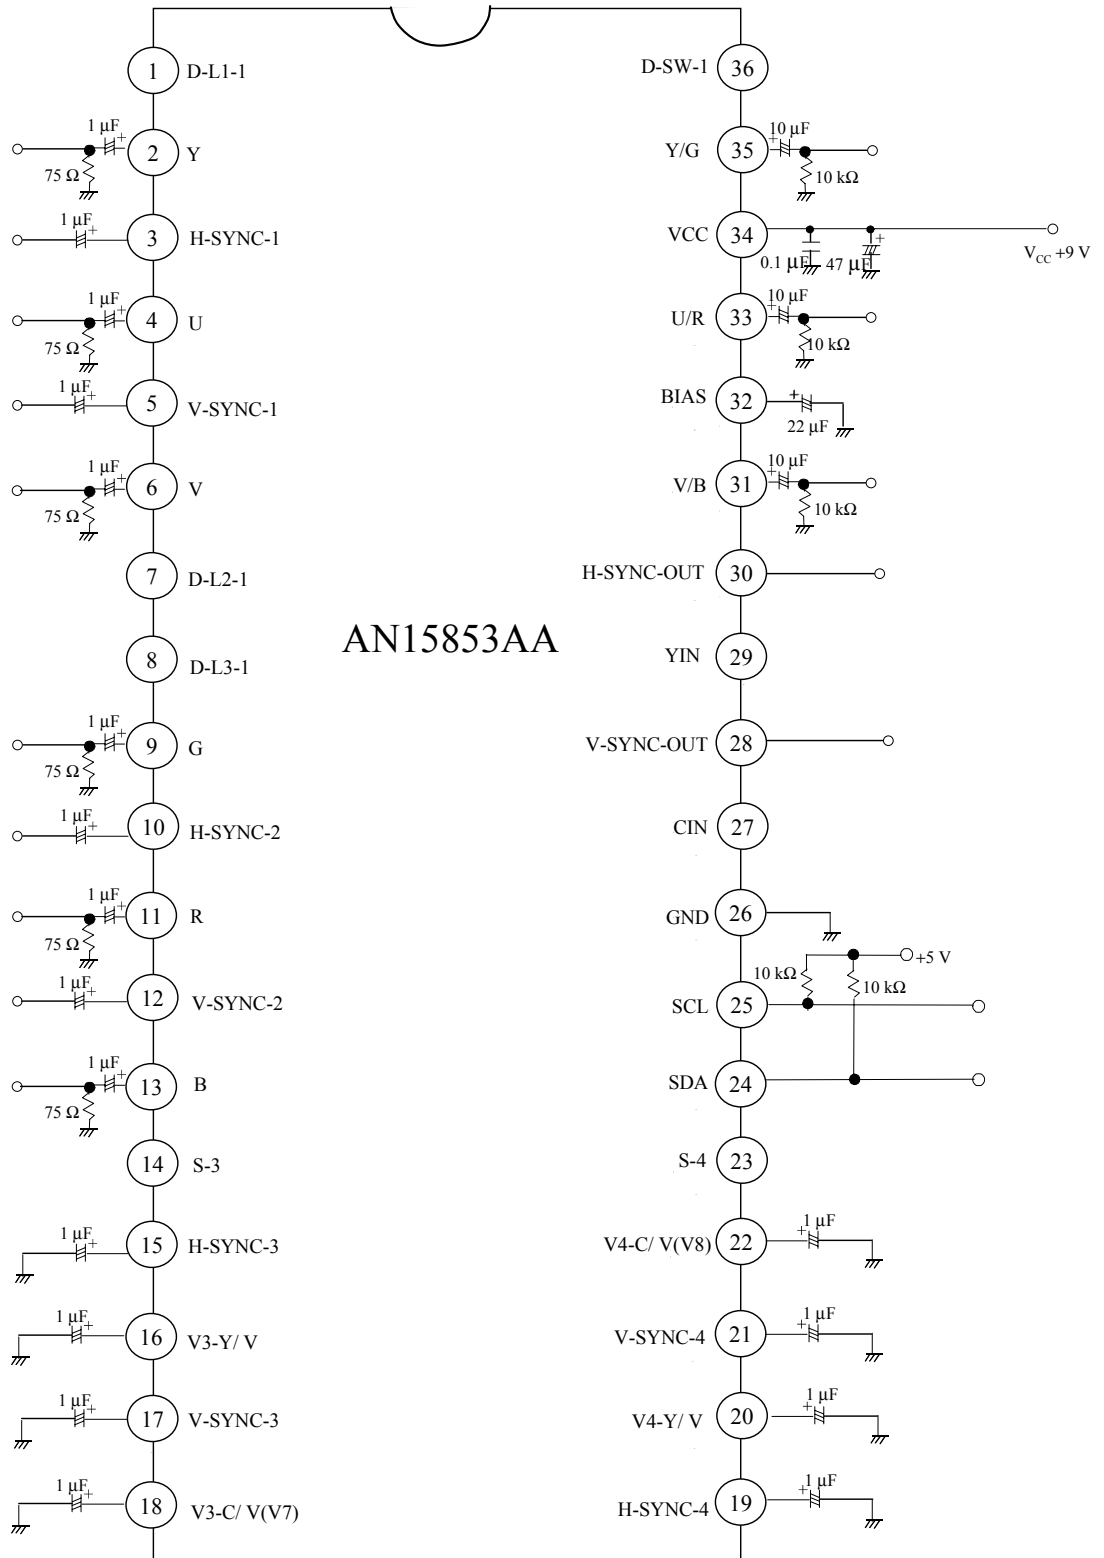 1 D-L1-1
1 μF +
2 Y
75 Ω
1 μF +
3 H-SYNC-1
1 μF +
4 U
75 Ω
1 μF +
5 V-SYNC-1
1 μF +
6 V
75 Ω
7 D-L2-1
8 D-L3-1
1 μF +
9 G
75 Ω
1 μF +
10 H-SYNC-2
1 μF +
11 R
75 Ω
1 μF +
12 V-SYNC-2
1 μF +
13 B
75 Ω
14 S-3
1 μF +
15 H-SYNC-3
1 μF +
16 V3-Y/ V
1 μF +
17 V-SYNC-3
1 μF +
18 V3-C/ V(V7)
AN15853AA
D-SW-1 36
+ 10 μF
Y/G 35
10 kΩ
VCC 34
+
0.1 μF 47 μF
VCC +9 V
+ 10 μF
U/R 33
10 kΩ
BIAS 32 +
22 μF
+ 10 μF
V/B 31
10 kΩ
H-SYNC-OUT 30
YIN 29
V-SYNC-OUT 28
CIN 27
GND 26
+5 V
10 kΩ 10 kΩ
SCL 25
SDA 24
S-4 23
+ 1 μF
V4-C/ V(V8) 22
+ 1 μF
V-SYNC-4 21
+ 1 μF
V4-Y/ V 20
+ 1 μF
H-SYNC-4 19